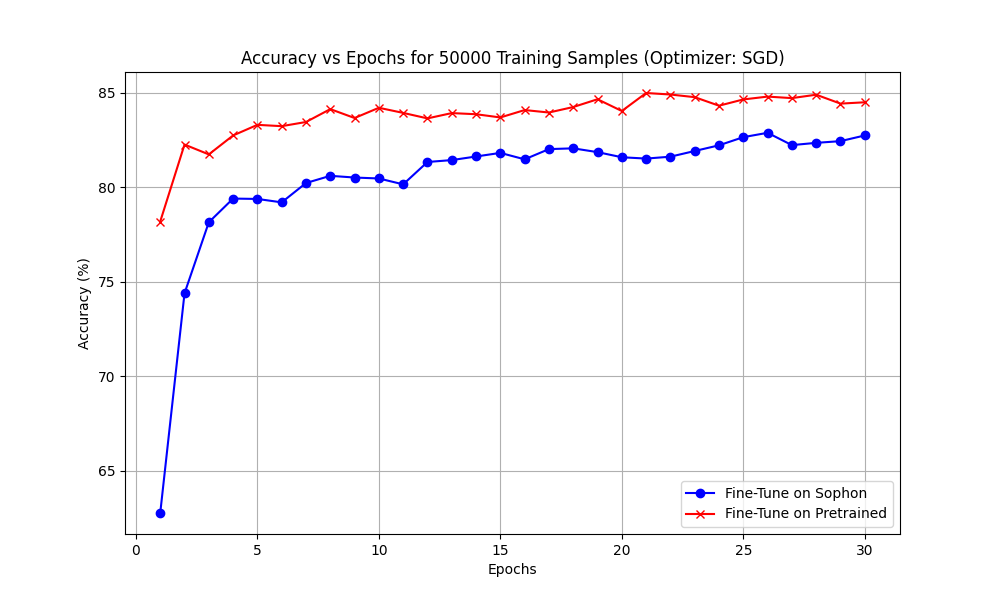 Accuracy vs Epochs for 50000 Training Samples (Optimizer: SGD)
Accuracy (%)
85
80
75
70
65
Fine-Tune on Sophon
Fine-Tune on Pretrained
0 5 10 15 20 25 30
Epochs